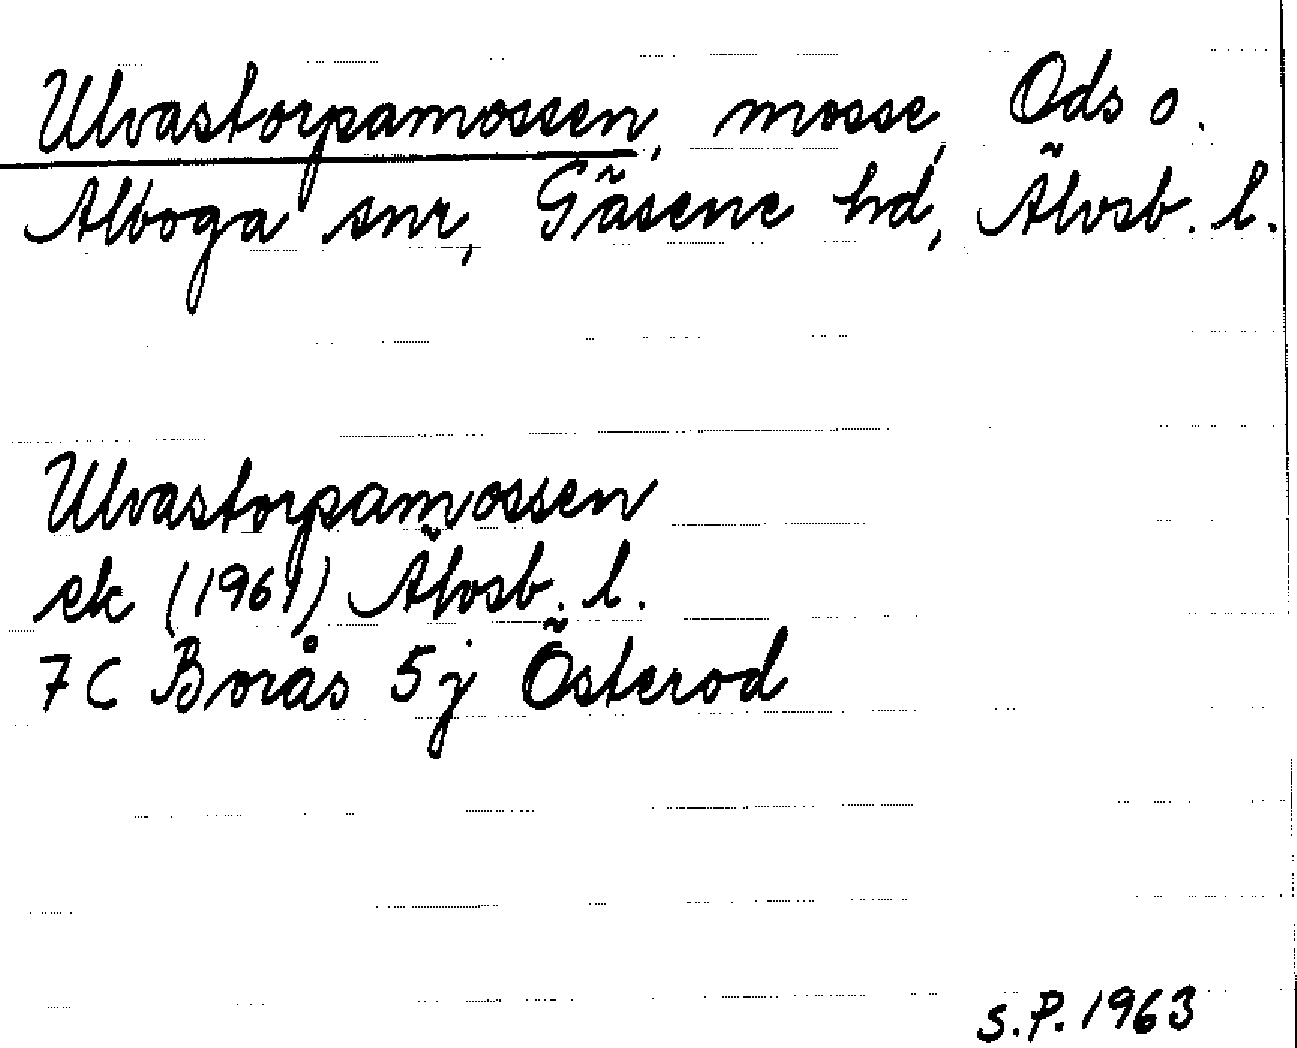 Ulvastorpamossen, mosse, Ods o.
Alboga snr, Gäsene hd, Älvsb. l.
Ulvastorpamossen
ek (1961) Älvsb. l.
7C Borås 5j Österod
S.P. 1963